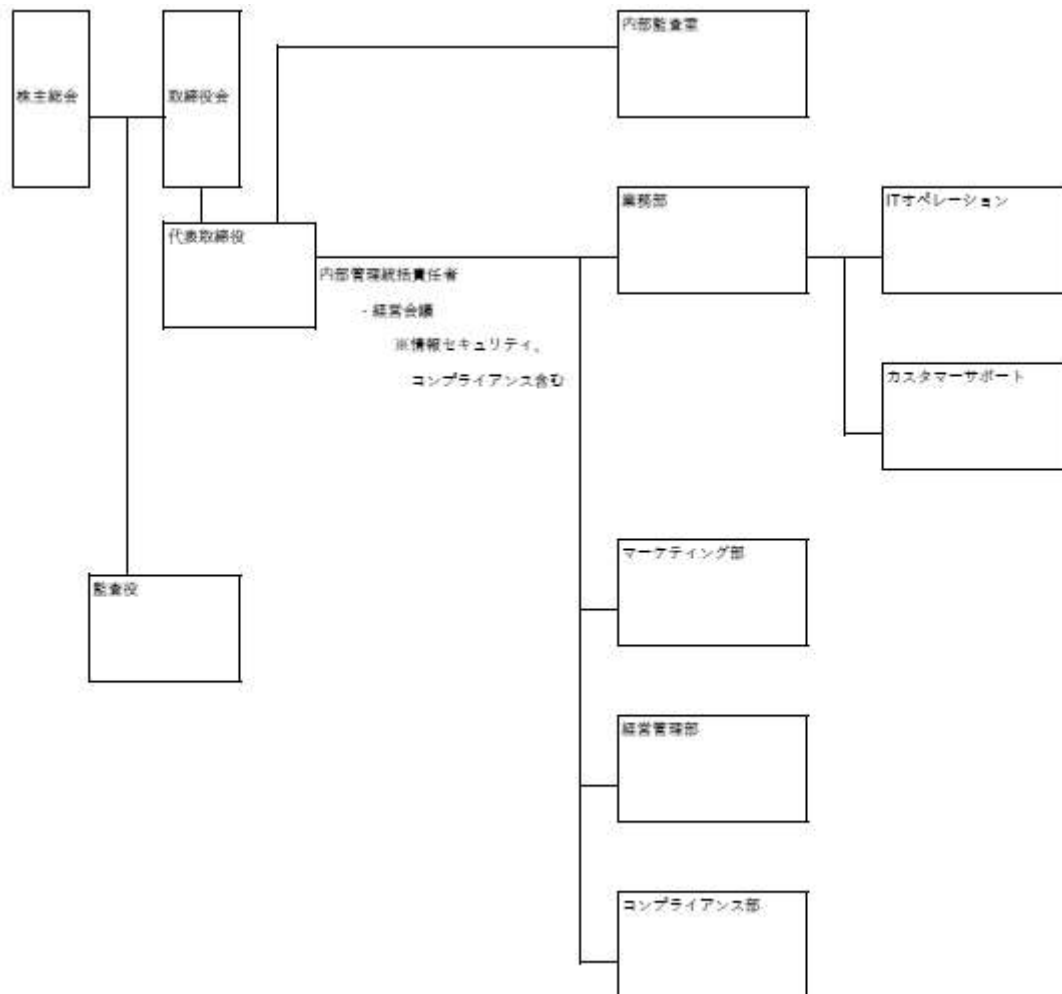 内部監査室
株主総会
取締役会
業務部
ITオペレーション
代表取締役
内部管理統括責任者
- 経営会議
※情報セキュリティ、
コンプライアンス含む
カスタマーサポート
マーケティング部
監査役
経営管理部
コンプライアンス部